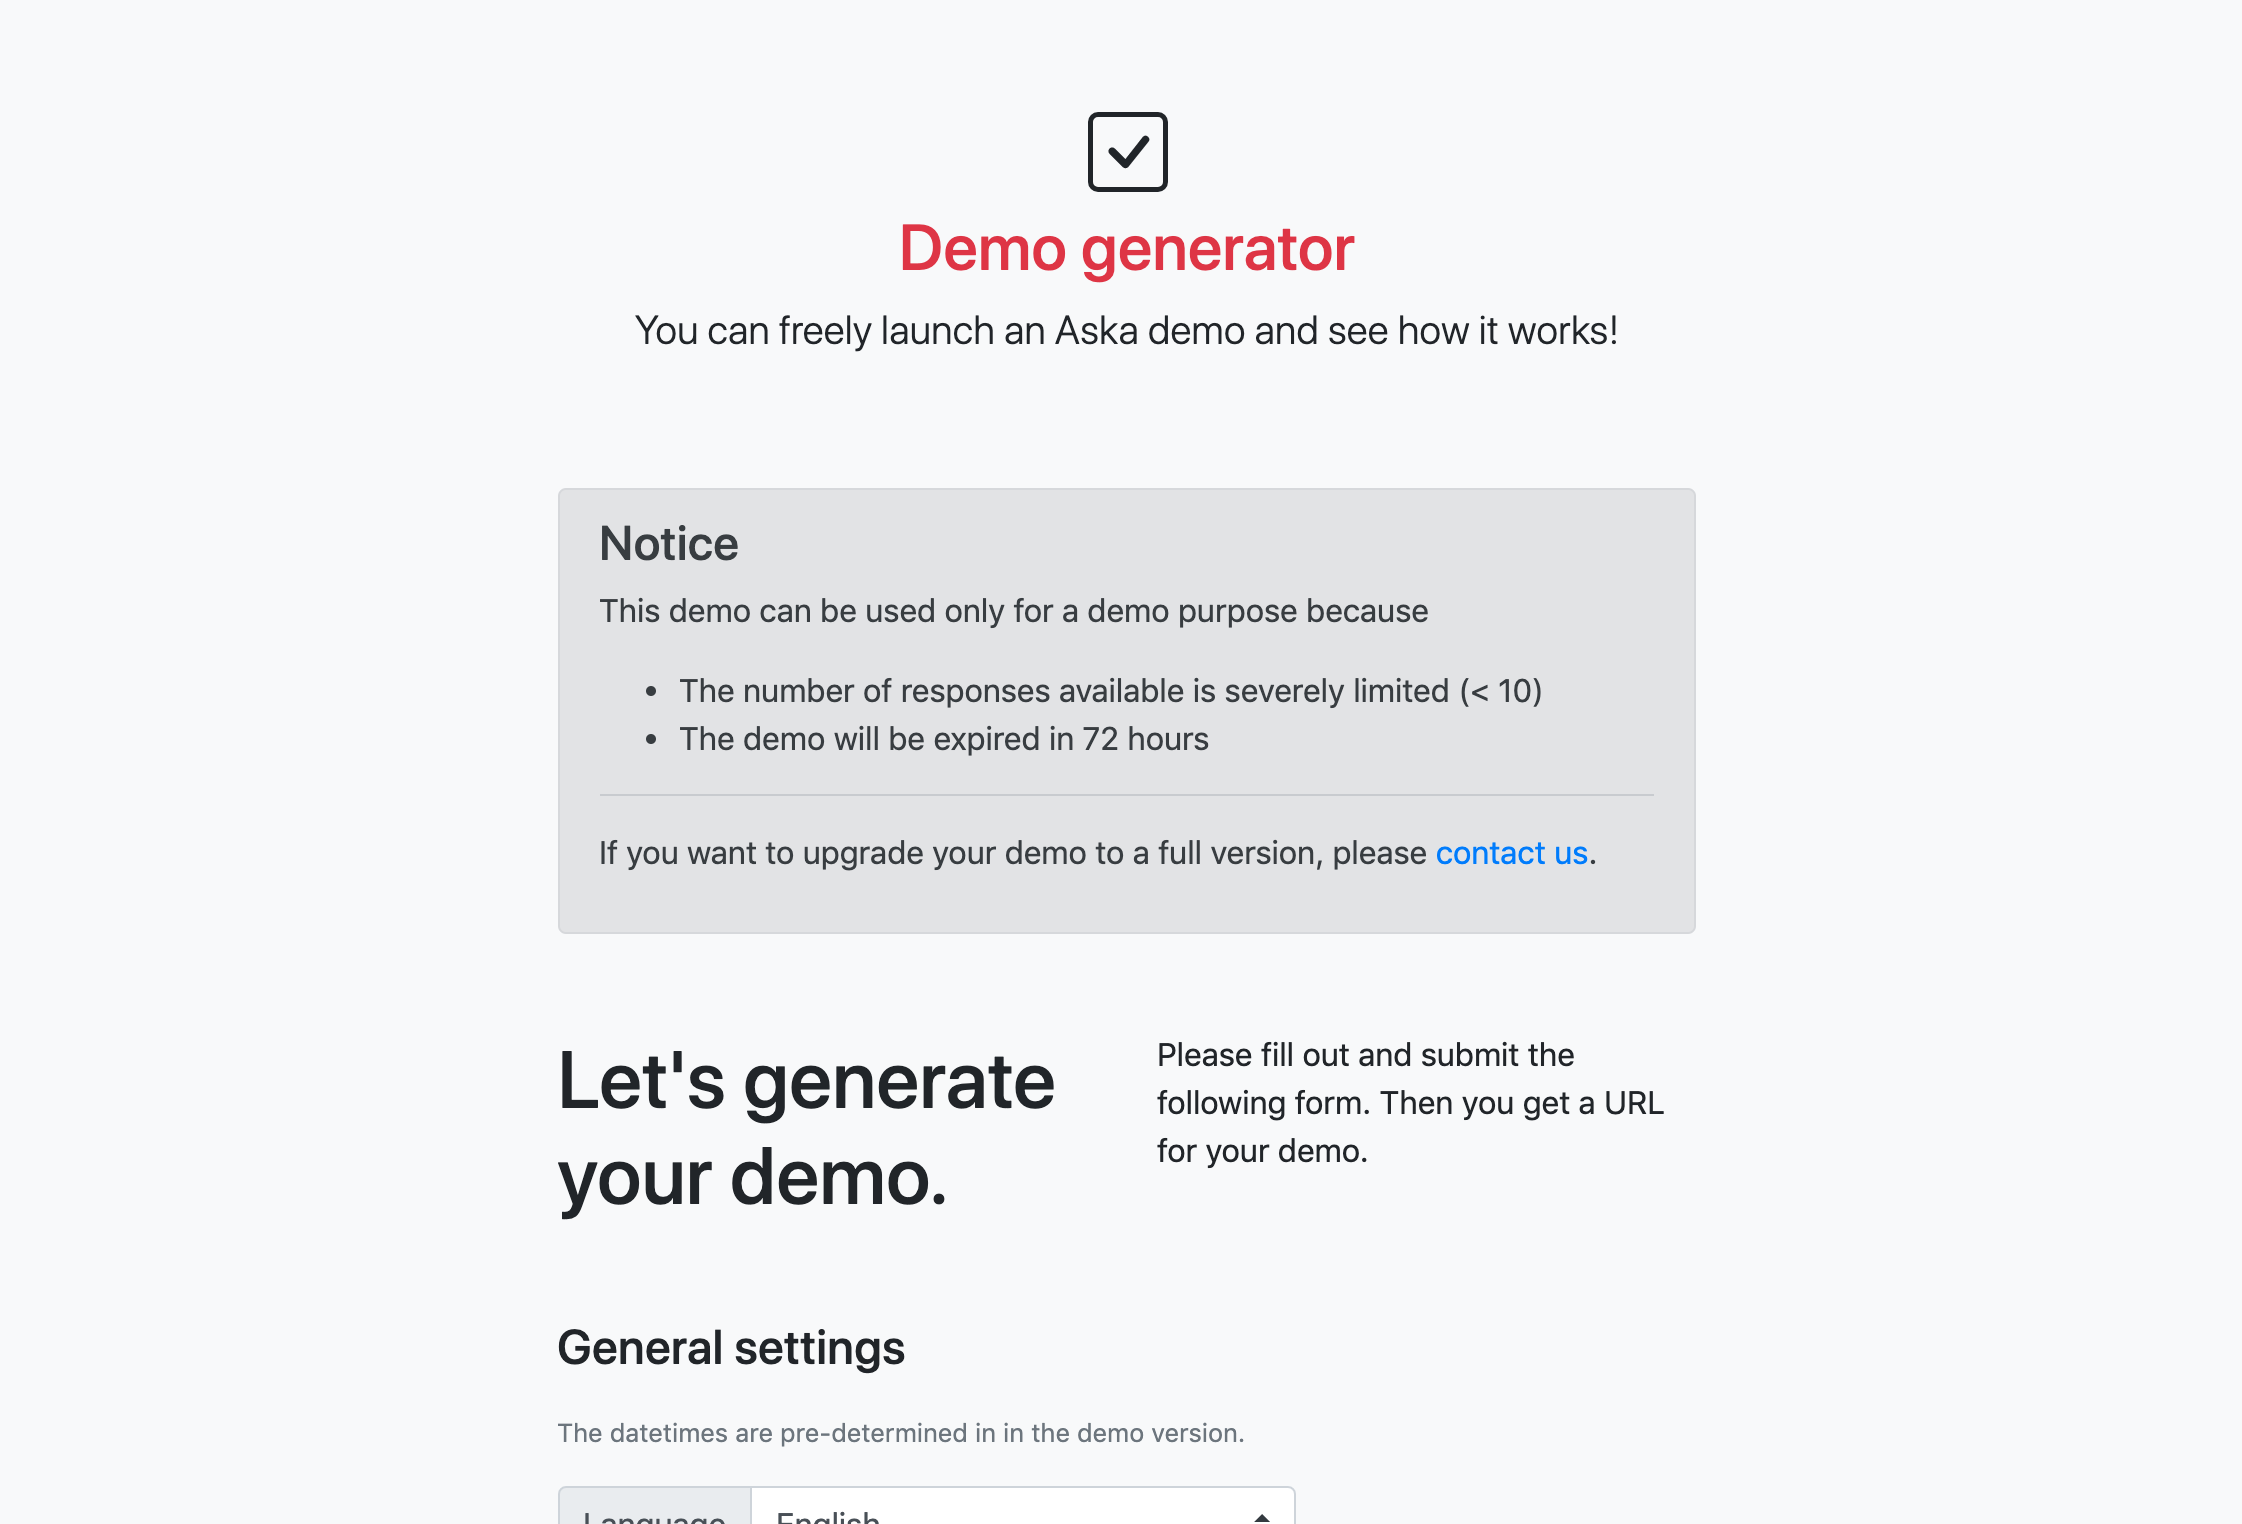 Demo generator
You can freely launch an Aska demo and see how it works!
Notice
This demo can be used only for a demo purpose because
• The number of responses available is severely limited (< 10)
• The demo will be expired in 72 hours
If you want to upgrade your demo to a full version, please contact us.
Let's generate
your demo.
Please fill out and submit the
following form. Then you get a URL
for your demo.
General settings
The datetimes are pre-determined in in the demo version.
Language English